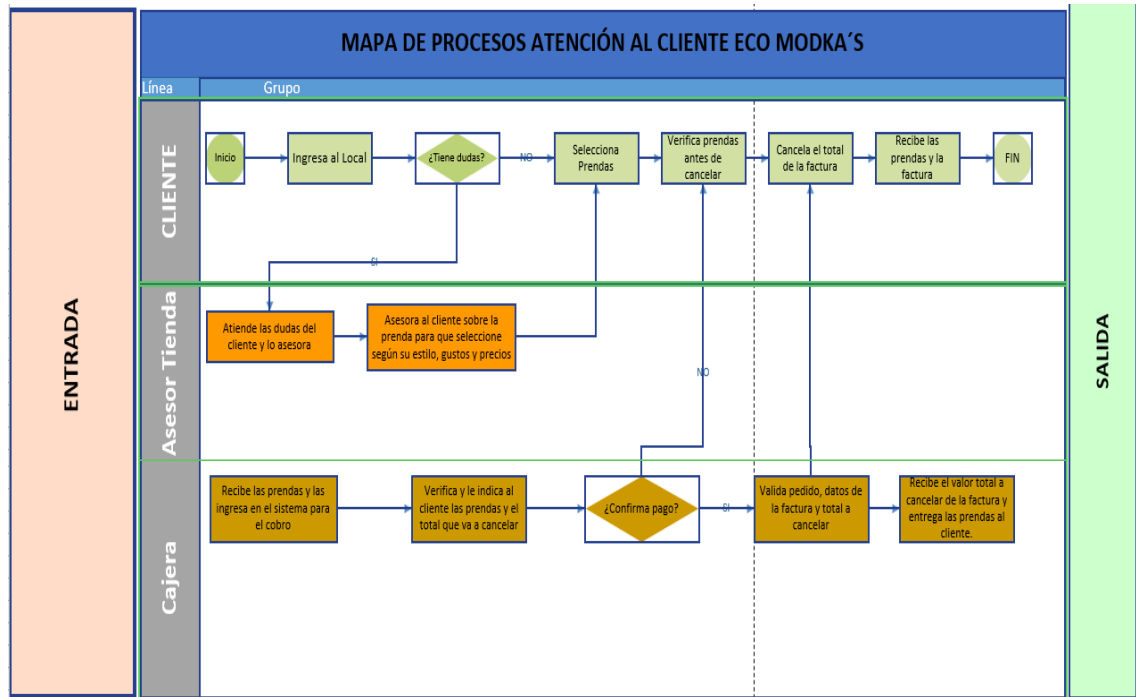 MAPA DE PROCESOS ATENCIÓN AL CLIENTE ECO MODKA´S
Línea
Grupo
ENTRADA
SALIDA
CLIENTE
Inicio
Ingresa al Local
¿Tiene dudas?
NO
Selecciona
Prendas
Verifica prendas
antes de
cancelar
Cancela el total
de la factura
Recibe las
prendas y la
factura
FIN
SI
Asesor Tienda
Atiende las dudas del
cliente y lo asesora
Asesora al cliente sobre la
prenda para que seleccione
según su estilo, gustos y precios
NO
Cajera
Recibe las prendas y las
ingresa en el sistema para
el cobro
Verifica y le indica al
cliente las prendas y el
total que va a cancelar
¿Confirma pago?
SI
Valida pedido, datos de
la factura y total a
cancelar
Recibe el valor total a
cancelar de la factura y
entrega las prendas al
cliente.